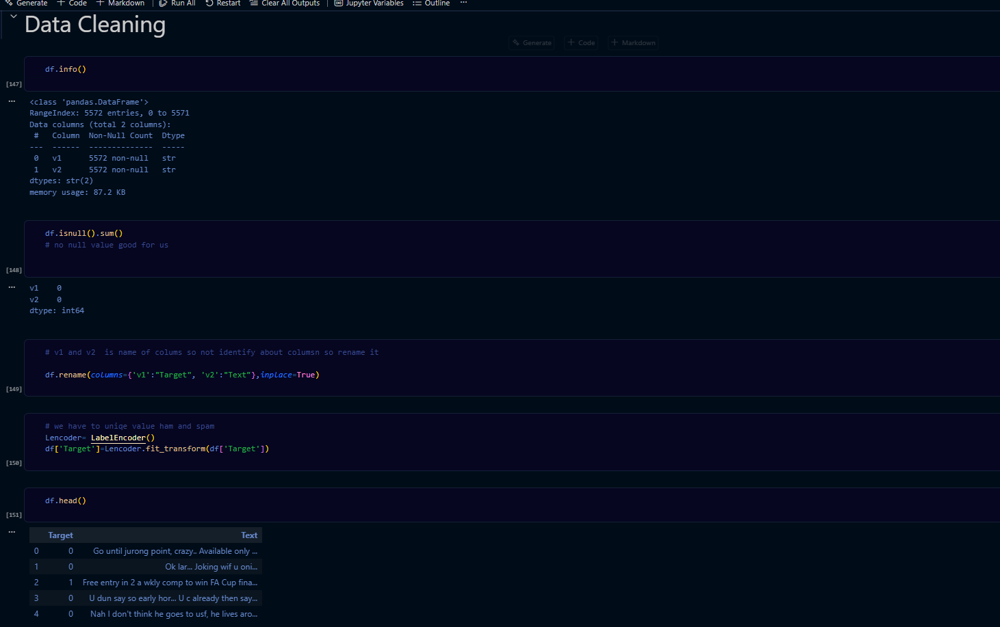 Generate + Code + Markdown | Run All Restart Clear All Outputs | Jupyter Variables Outline ...
Data Cleaning
Generate + Code + Markdown
df.info()
[147]
... <class 'pandas.DataFrame'>
RangeIndex: 5572 entries, 0 to 5571
Data columns (total 2 columns):
 #   Column  Non-Null Count  Dtype
---  ------  --------------  -----
 0   v1      5572 non-null   str
 1   v2      5572 non-null   str
dtypes: str(2)
memory usage: 87.2 KB
df.isnull().sum()
# no null value good for us
[148]
... v1    0
v2    0
dtype: int64
# v1 and v2  is name of colums so not identify about columsn so rename it
df.rename(columns={'v1':"Target", 'v2':"Text"},inplace=True)
[149]
# we have to uniqe value ham and spam
Lencoder= LabelEncoder()
df['Target']=Lencoder.fit_transform(df['Target'])
[150]
df.head()
[151]
...
Target Text
0 0 Go until jurong point, crazy.. Available only ...
1 0 Ok lar... Joking wif u oni...
2 1 Free entry in 2 a wkly comp to win FA Cup fina...
3 0 U dun say so early hor... U c already then say...
4 0 Nah I don't think he goes to usf, he lives aro...